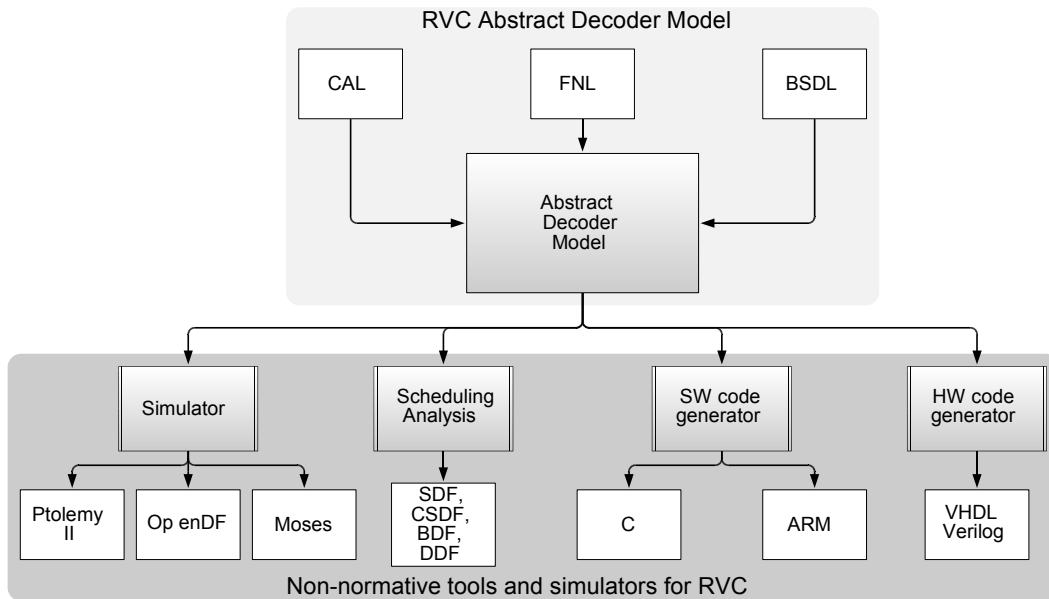 RVC Abstract Decoder Model
CAL
FNL
BSDL
Abstract
Decoder
Model
Simulator
Scheduling
Analysis
SW code
generator
HW code
generator
Ptolemy
II
Op enDF
Moses
SDF,
CSDF,
BDF,
DDF
C
ARM
VHDL
Verilog
Non-normative tools and simulators for RVC